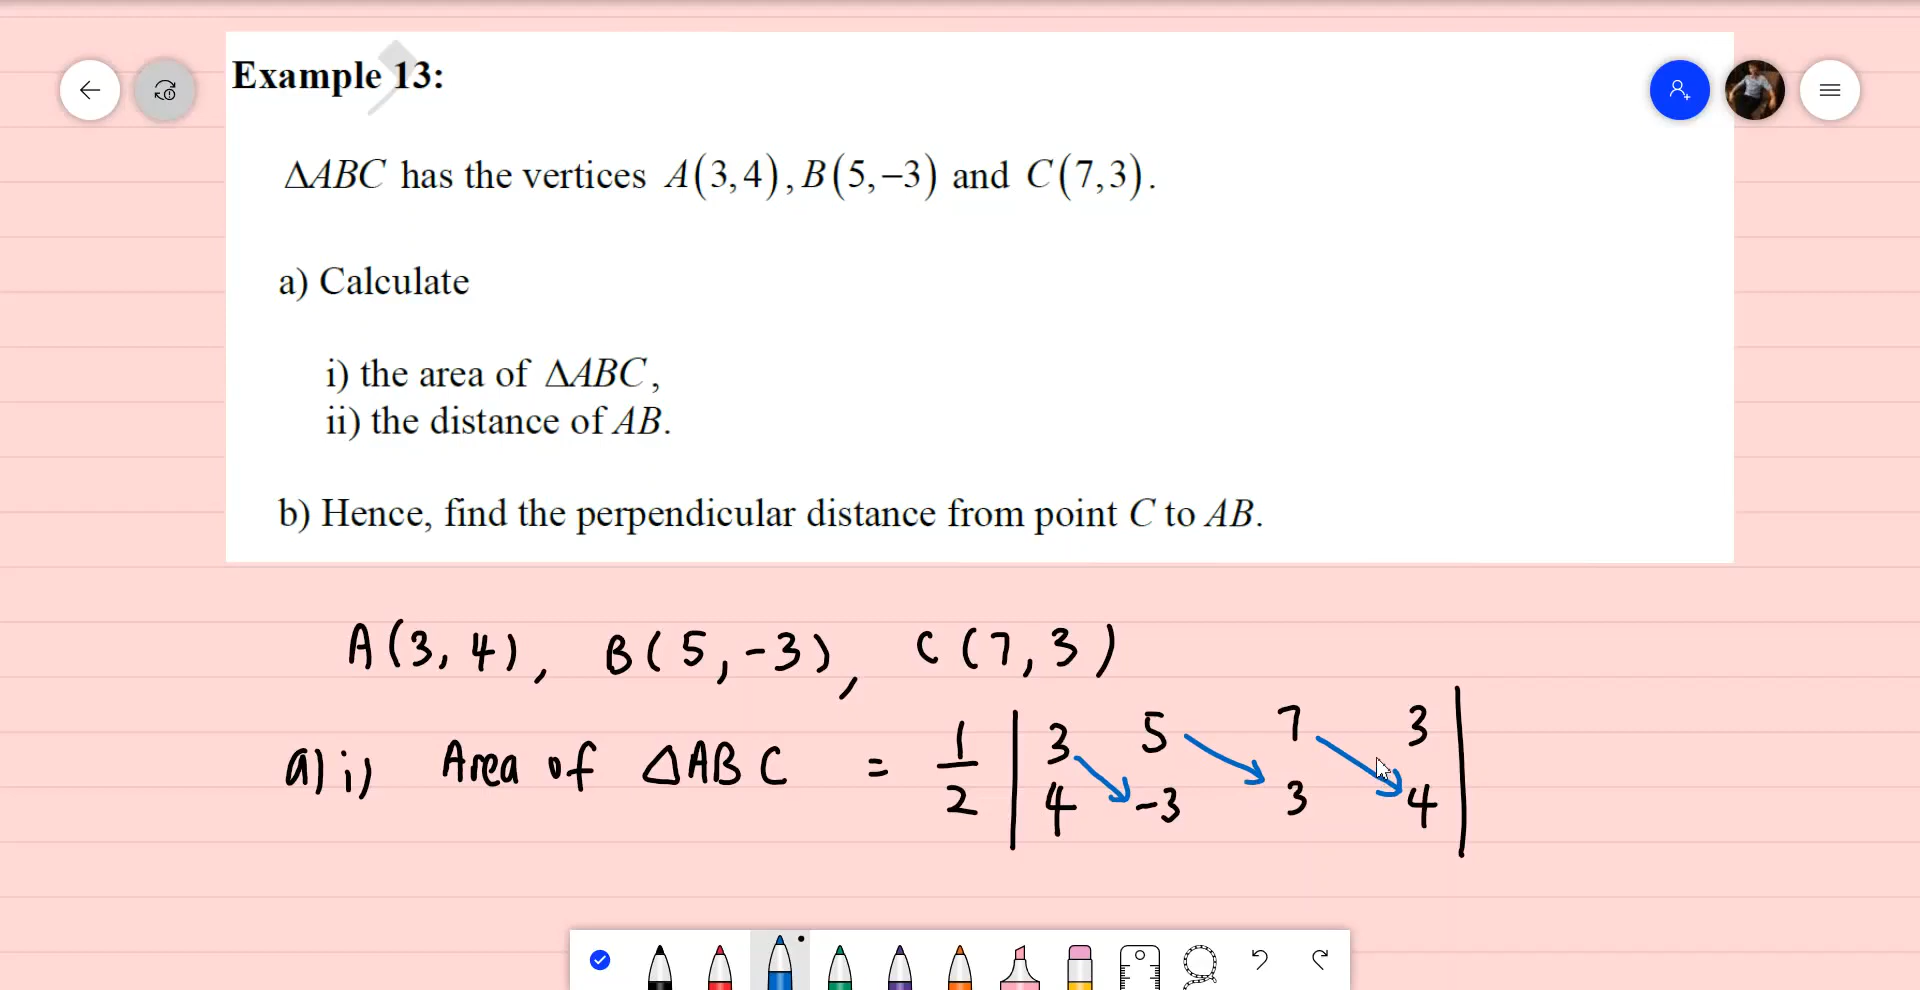 Example 13:
ΔABC has the vertices A(3,4), B(5,−3) and C(7,3).
a) Calculate
i) the area of ΔABC,
ii) the distance of AB.
b) Hence, find the perpendicular distance from point C to AB.
A(3, 4), B(5, -3), C(7, 3)
a) i) Area of ΔABC = 1/2 | 3 5 7 3 |
4 -3 3 4